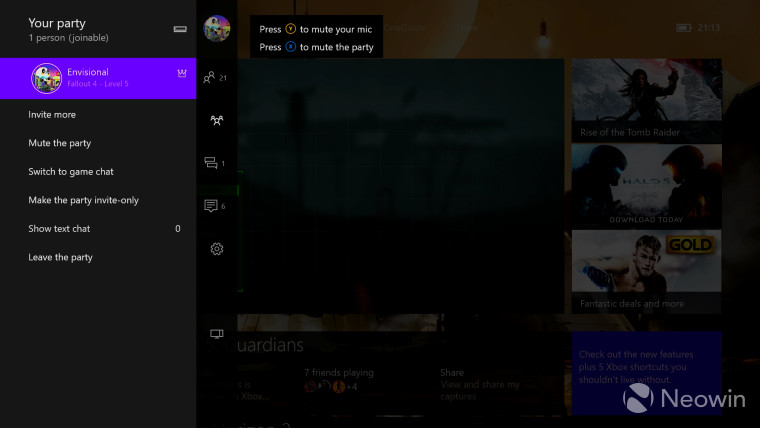 Your party
1 person (joinable)
Envisional
Fallout 4 - Level 5
Invite more
Mute the party
Switch to game chat
Make the party invite-only
Show text chat 0
Leave the party
21
1
6
Press Y to mute your mic
Press X to mute the party
OneGuide
21:13
Rise of the Tomb Raider
HALO 5
DOWNLOAD TODAY
GOLD
Fantastic deals and more
uardians
7 friends playing
+4
Share
View and share my
captures
Xbox...
Check out the new features
plus 5 Xbox shortcuts you
shouldn't live without.
Neowin